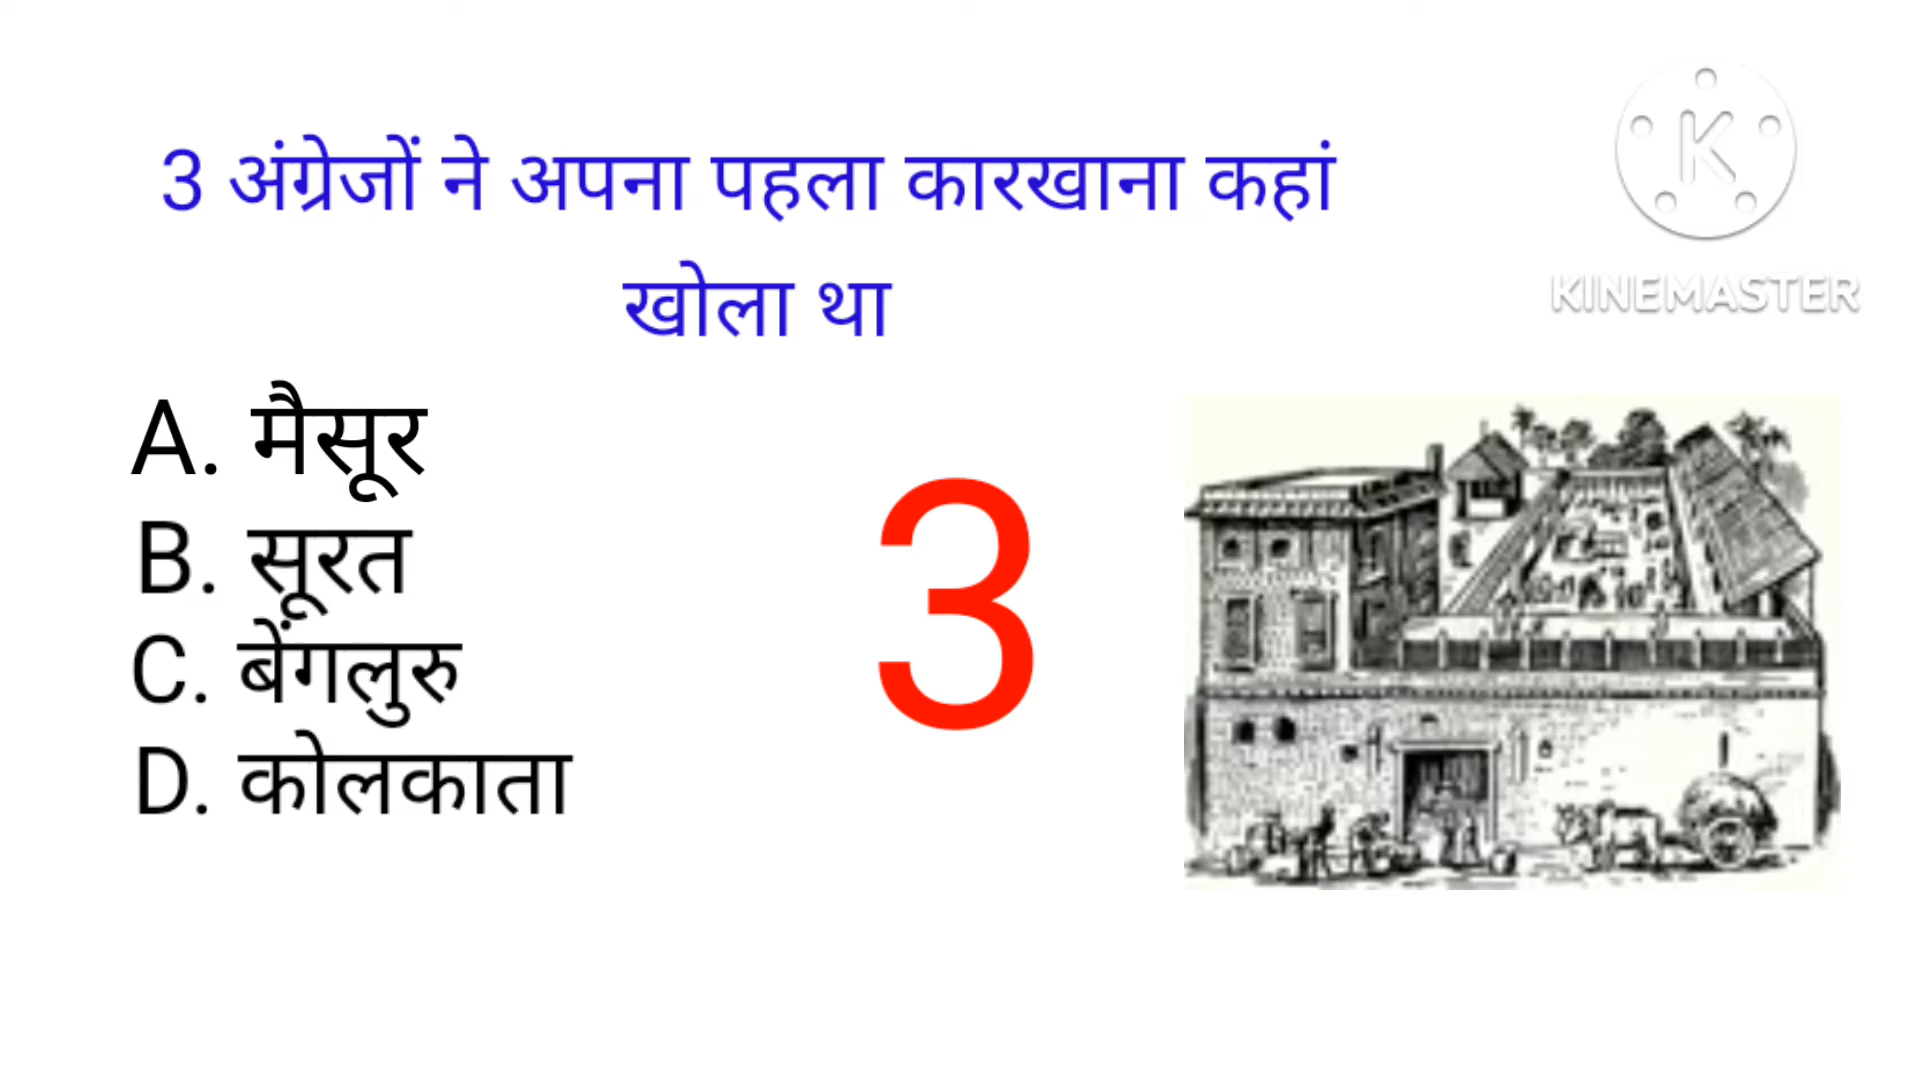 3 अंग्रेजों ने अपना पहला कारखाना कहां
खोला था
A. मैसूर
B. सूरत
C. बेंगलुरु
D. कोलकाता
3
K
KINEMASTER